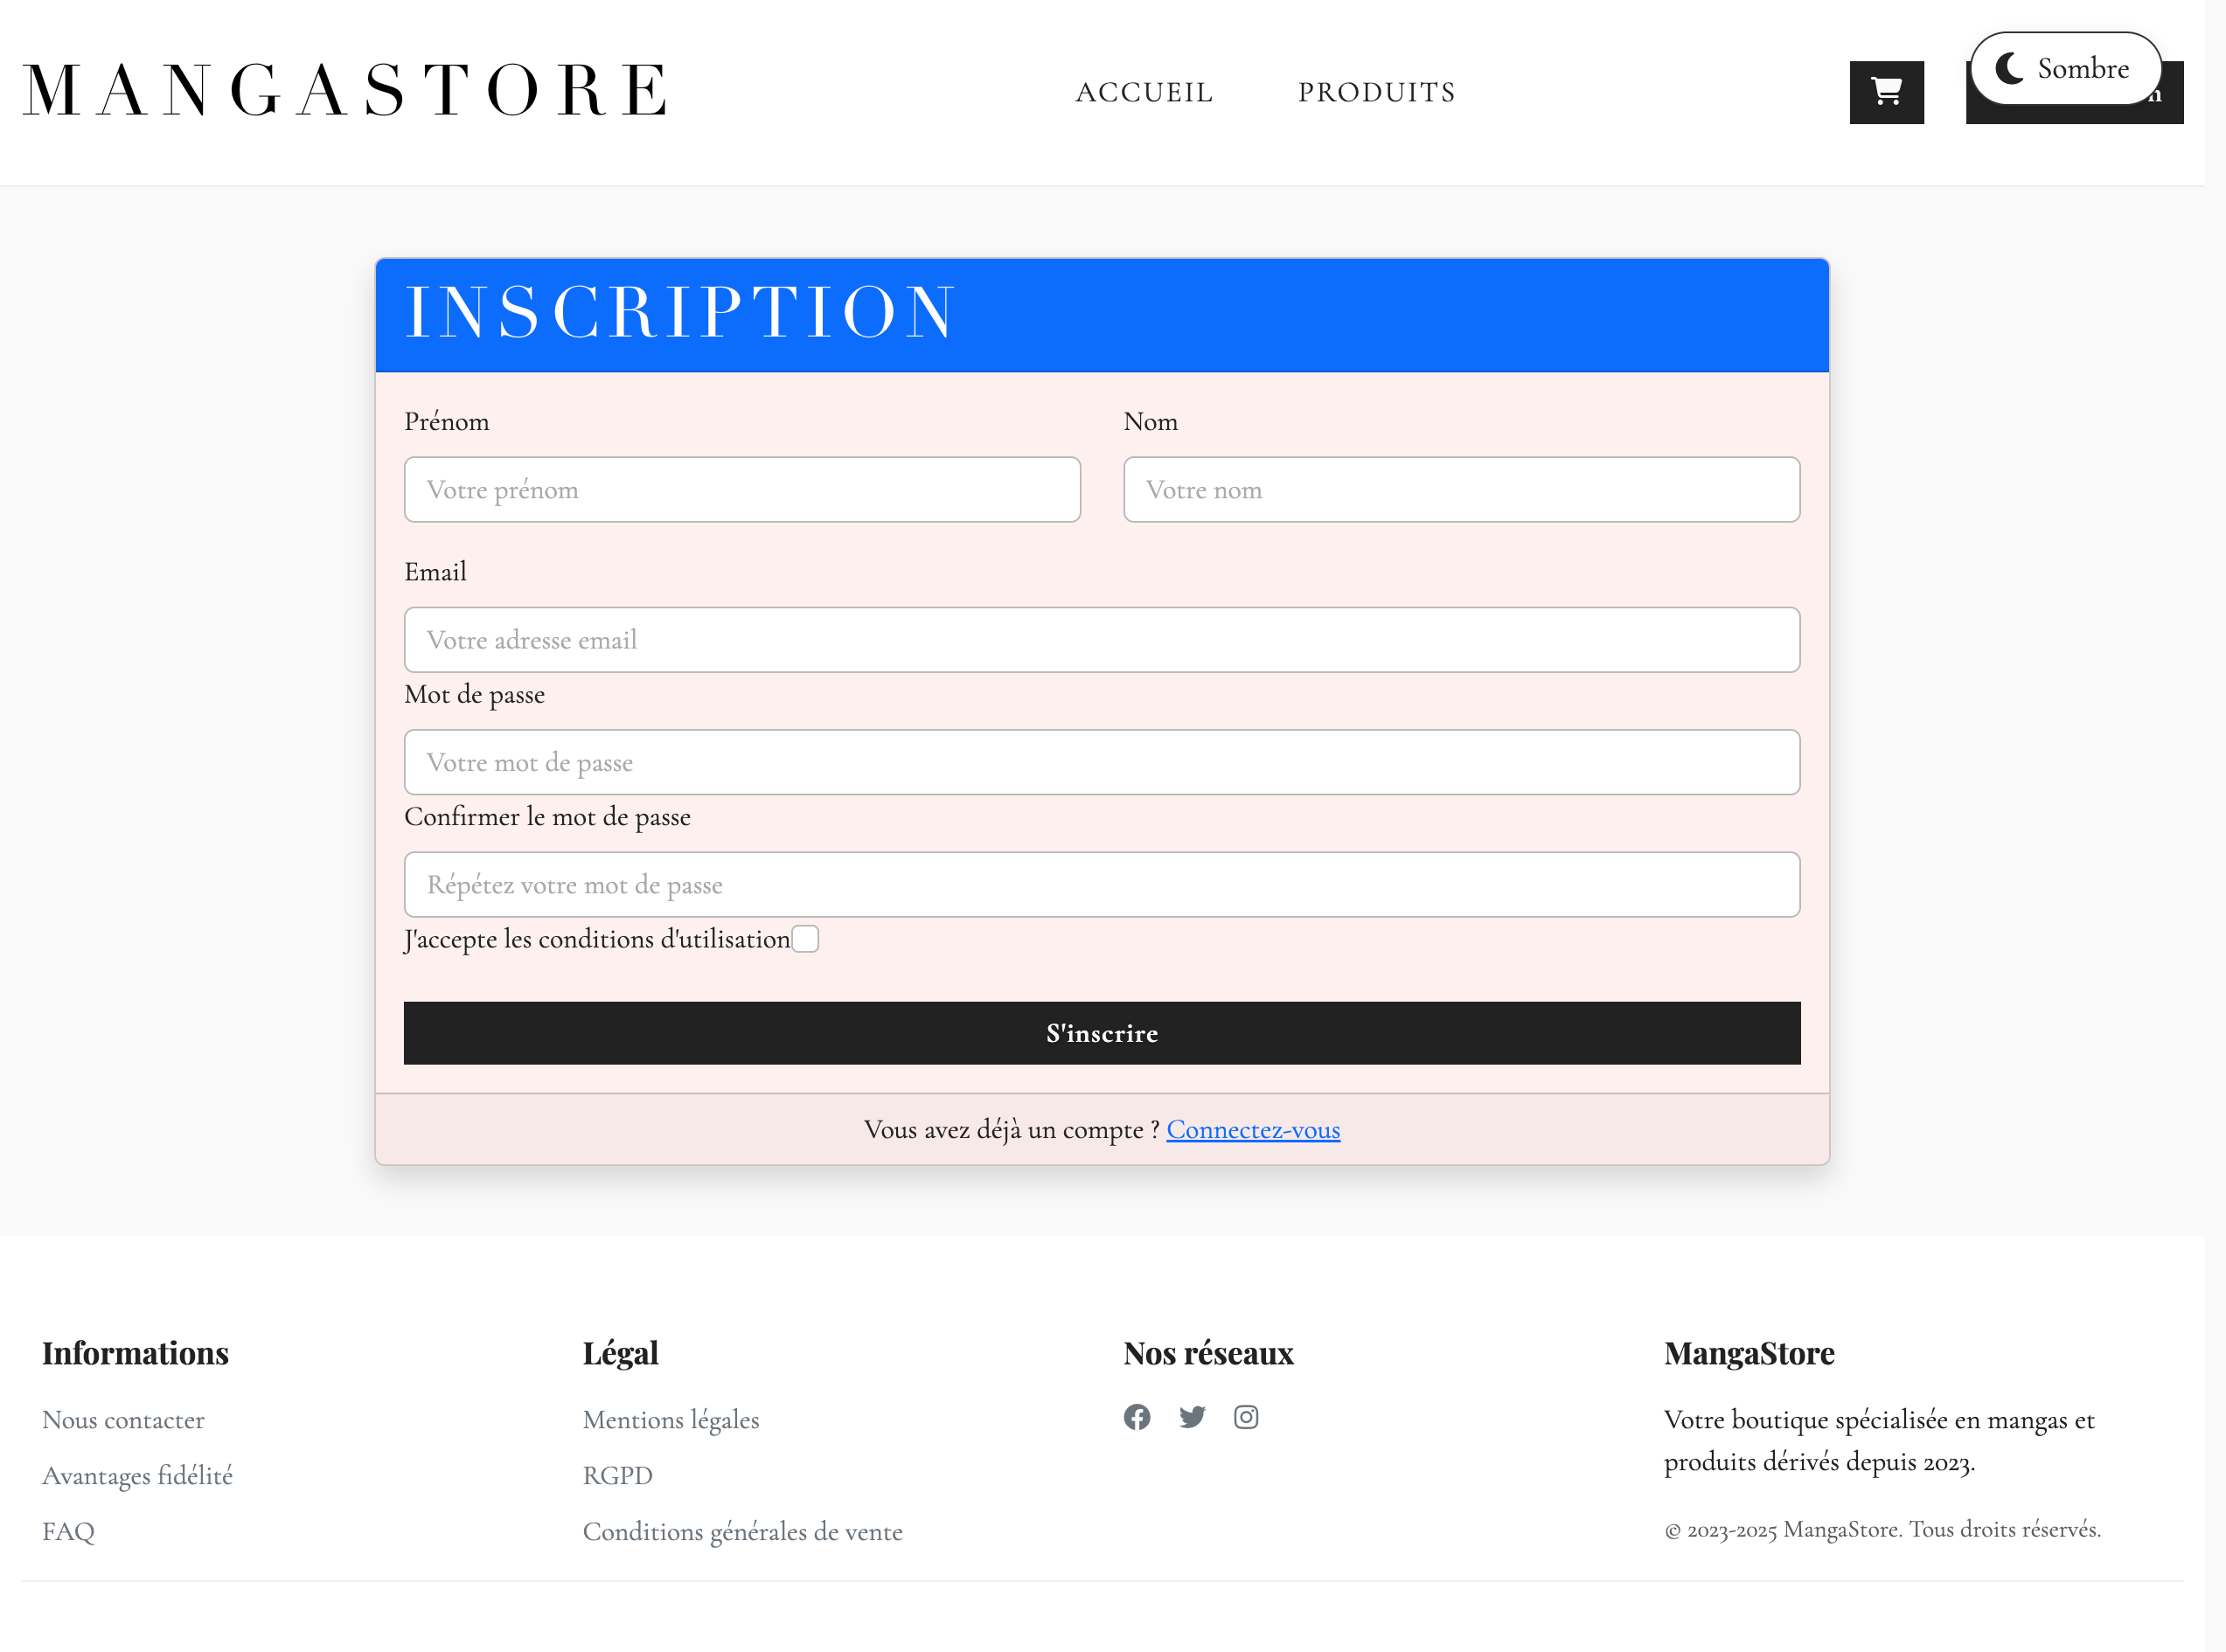 MANGASTORE
ACCUEIL
PRODUITS
Sombre
INSCRIPTION
Prénom
Nom
Votre prénom
Votre nom
Email
Votre adresse email
Mot de passe
Votre mot de passe
Confirmer le mot de passe
Répétez votre mot de passe
J'accepte les conditions d'utilisation
S'inscrire
Vous avez déjà un compte ? Connectez-vous
Informations
Légal
Nos réseaux
MangaStore
Nous contacter
Mentions légales
Votre boutique spécialisée en mangas et
produits dérivés depuis 2023.
Avantages fidélité
RGPD
FAQ
Conditions générales de vente
© 2023-2025 MangaStore. Tous droits réservés.